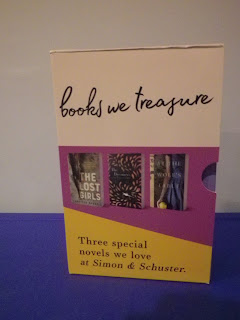 books we treasure
THE
LOST
GIRLS
Three special
novels we love
at Simon & Schuster.